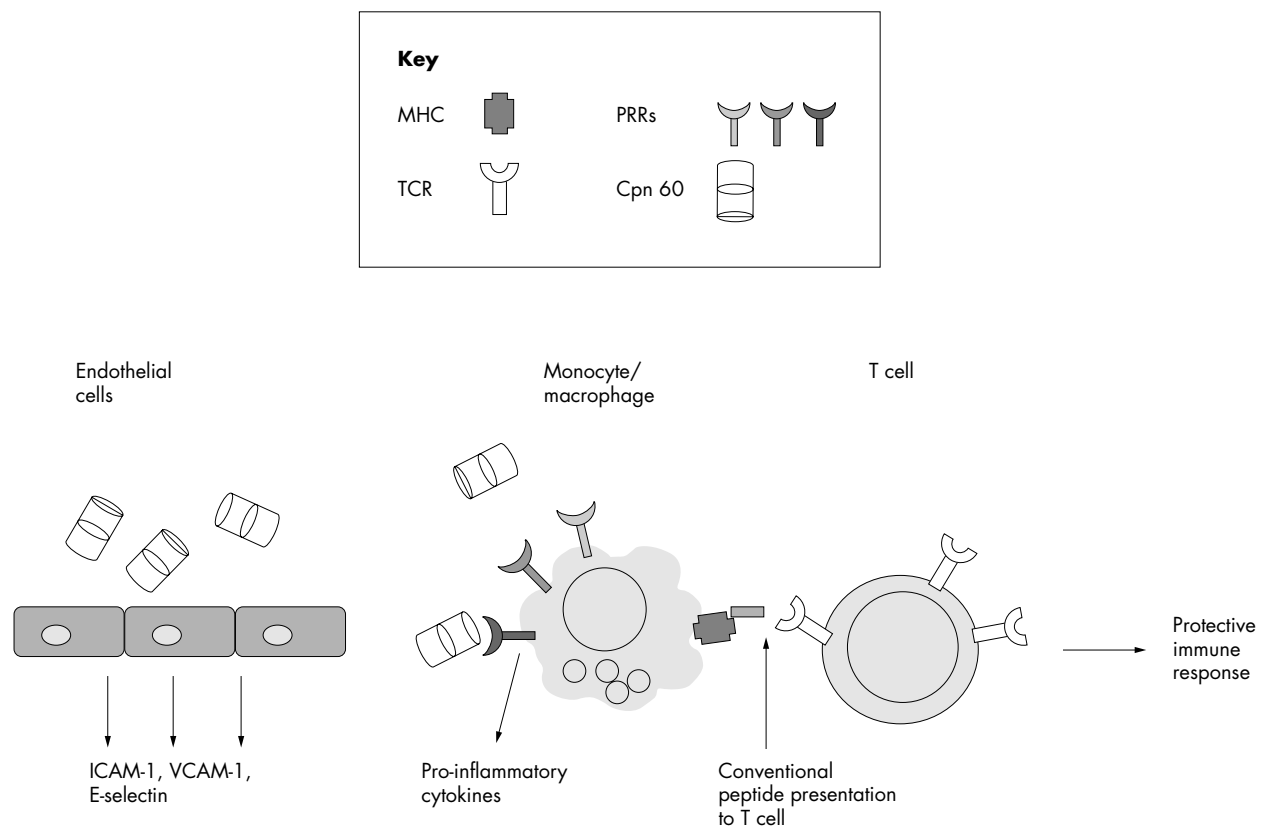 Key
MHC
PRRs
TCR
Cpn 60
Endothelial
cells
Monocyte/
macrophage
T cell
Protective
immune
response
ICAM-1, VCAM-1,
E-selectin
Pro-inflammatory
cytokines
Conventional
peptide presentation
to T cell